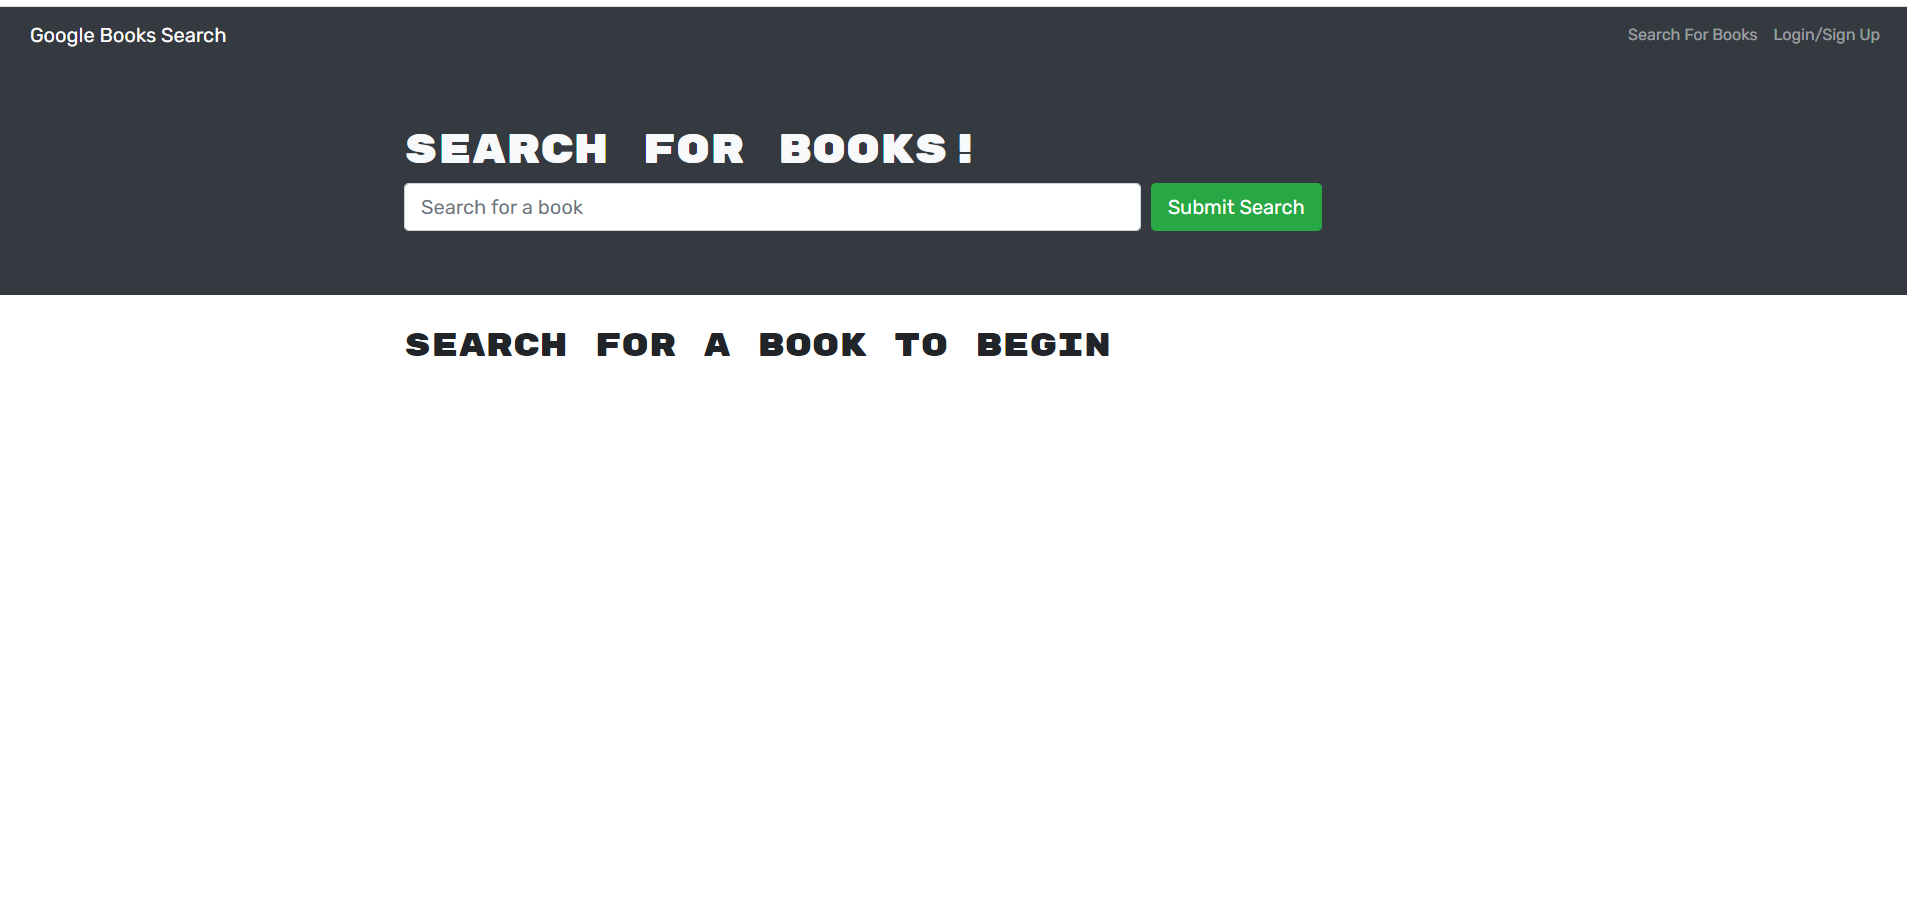 Google Books Search
Search For Books
Login/Sign Up
SEARCH FOR BOOKS!
Search for a book
Submit Search
SEARCH FOR A BOOK TO BEGIN